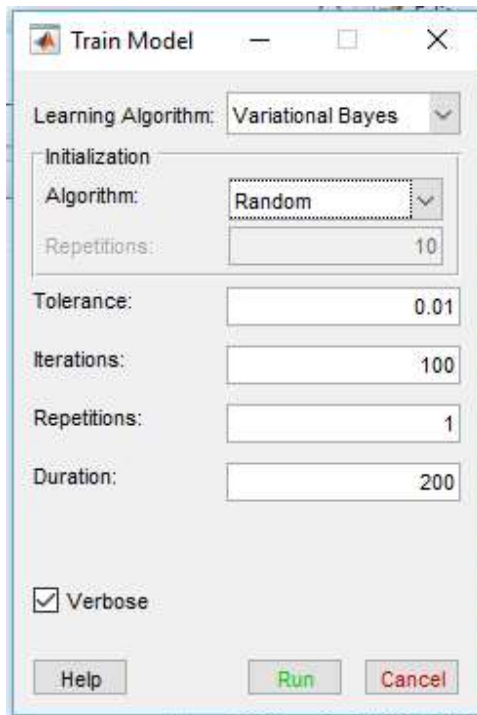 Train Model
Learning Algorithm: Variational Bayes
Initialization
Algorithm: Random
Repetitions: 10
Tolerance: 0.01
Iterations: 100
Repetitions: 1
Duration: 200
Verbose
Help Run Cancel